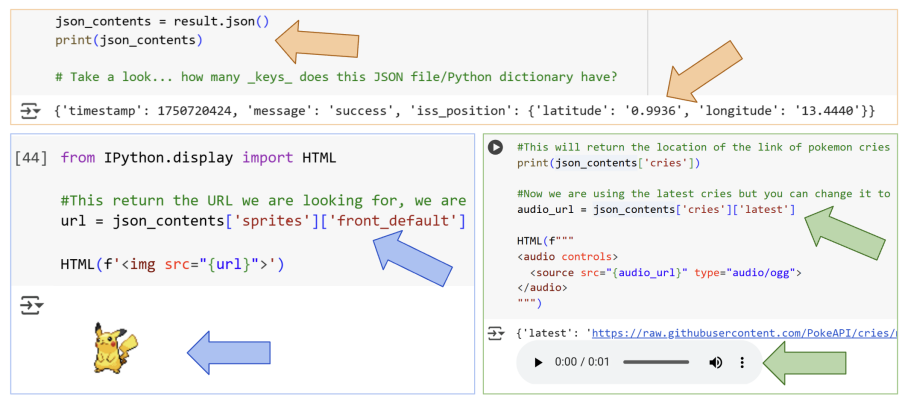 json_contents = result.json()
print(json_contents)
# Take a look... how many _keys_ does this JSON file/Python dictionary have?
{'timestamp': 1750720424, 'message': 'success', 'iss_position': {'latitude': '0.9936', 'longitude': '13.4440'}}
[44] from IPython.display import HTML
#This return the URL we are looking for, we are
url = json_contents['sprites']['front_default']
HTML(f'<img src="{url}">')
#This will return the location of the link of pokemon cries
print(json_contents['cries'])
#Now we are using the latest cries but you can change it to
audio_url = json_contents['cries']['latest']
HTML(f"""
<audio controls>
<source src="{audio_url}" type="audio/ogg">
</audio>
""")
{'latest': 'https://raw.githubusercontent.com/PokeAPI/cries/
0:00 / 0:01